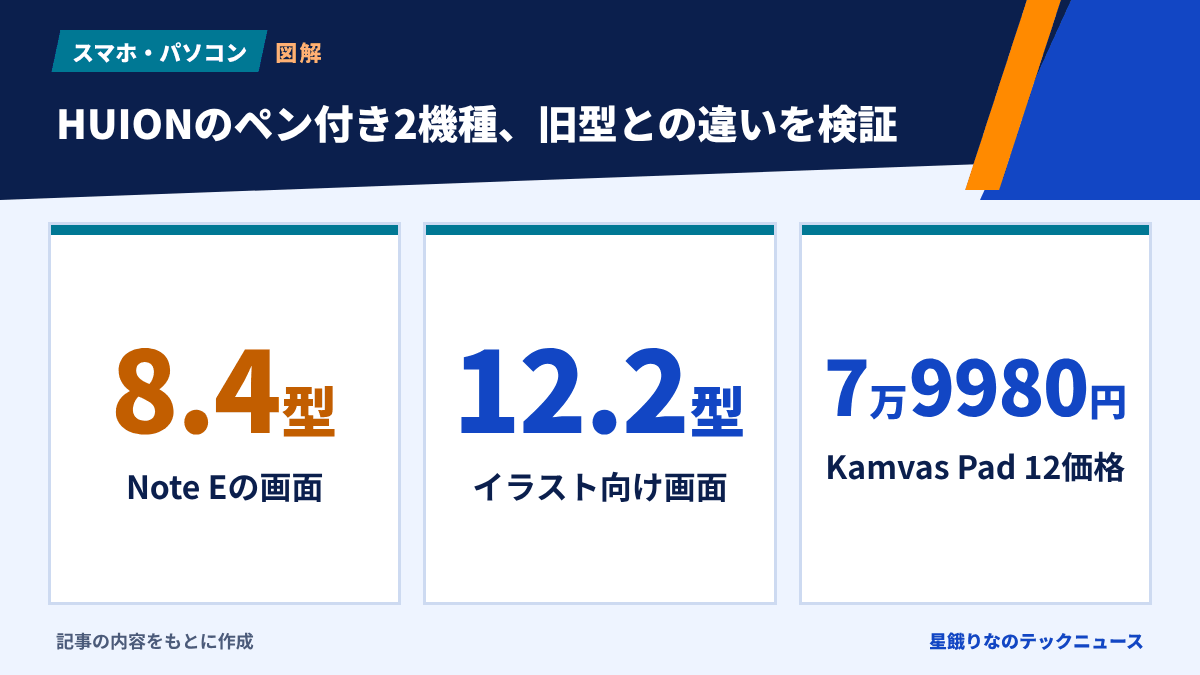 スマホ・パソコン 図解
HUIONのペン付き2機種、旧型との違いを検証
8.4型
Note Eの画面
12.2型
イラスト向け画面
7万9980円
Kamvas Pad 12価格
記事の内容をもとに作成
星餓りなのテックニュース